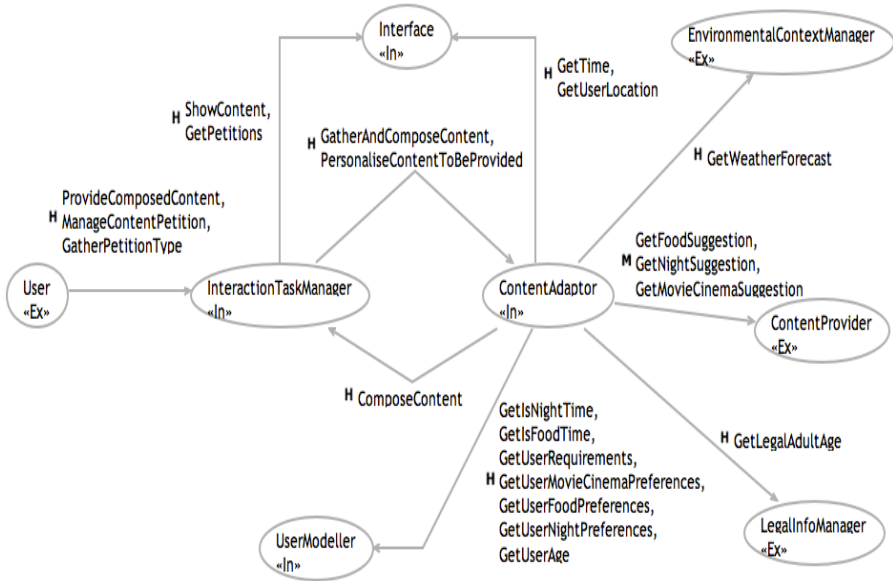 Interface
«In»
EnvironmentalContextManager
«Ex»
H GetTime,
GetUserLocation
H ShowContent,
GetPetitions
H GatherAndComposeContent,
PersonaliseContentToBeProvided
H GetWeatherForecast
ProvideComposedContent,
H ManageContentPetition,
GatherPetitionType
GetFoodSuggestion,
M GetNightSuggestion,
GetMovieCinemaSuggestion
User
«Ex»
InteractionTaskManager
«In»
ContentAdaptor
«In»
ContentProvider
«Ex»
H ComposeContent
GetIsNightTime,
GetIsFoodTime,
GetUserRequirements,
H GetUserMovieCinemaPreferences,
GetUserFoodPreferences,
GetUserNightPreferences,
GetUserAge
H GetLegalAdultAge
UserModeller
«In»
LegalInfoManager
«Ex»